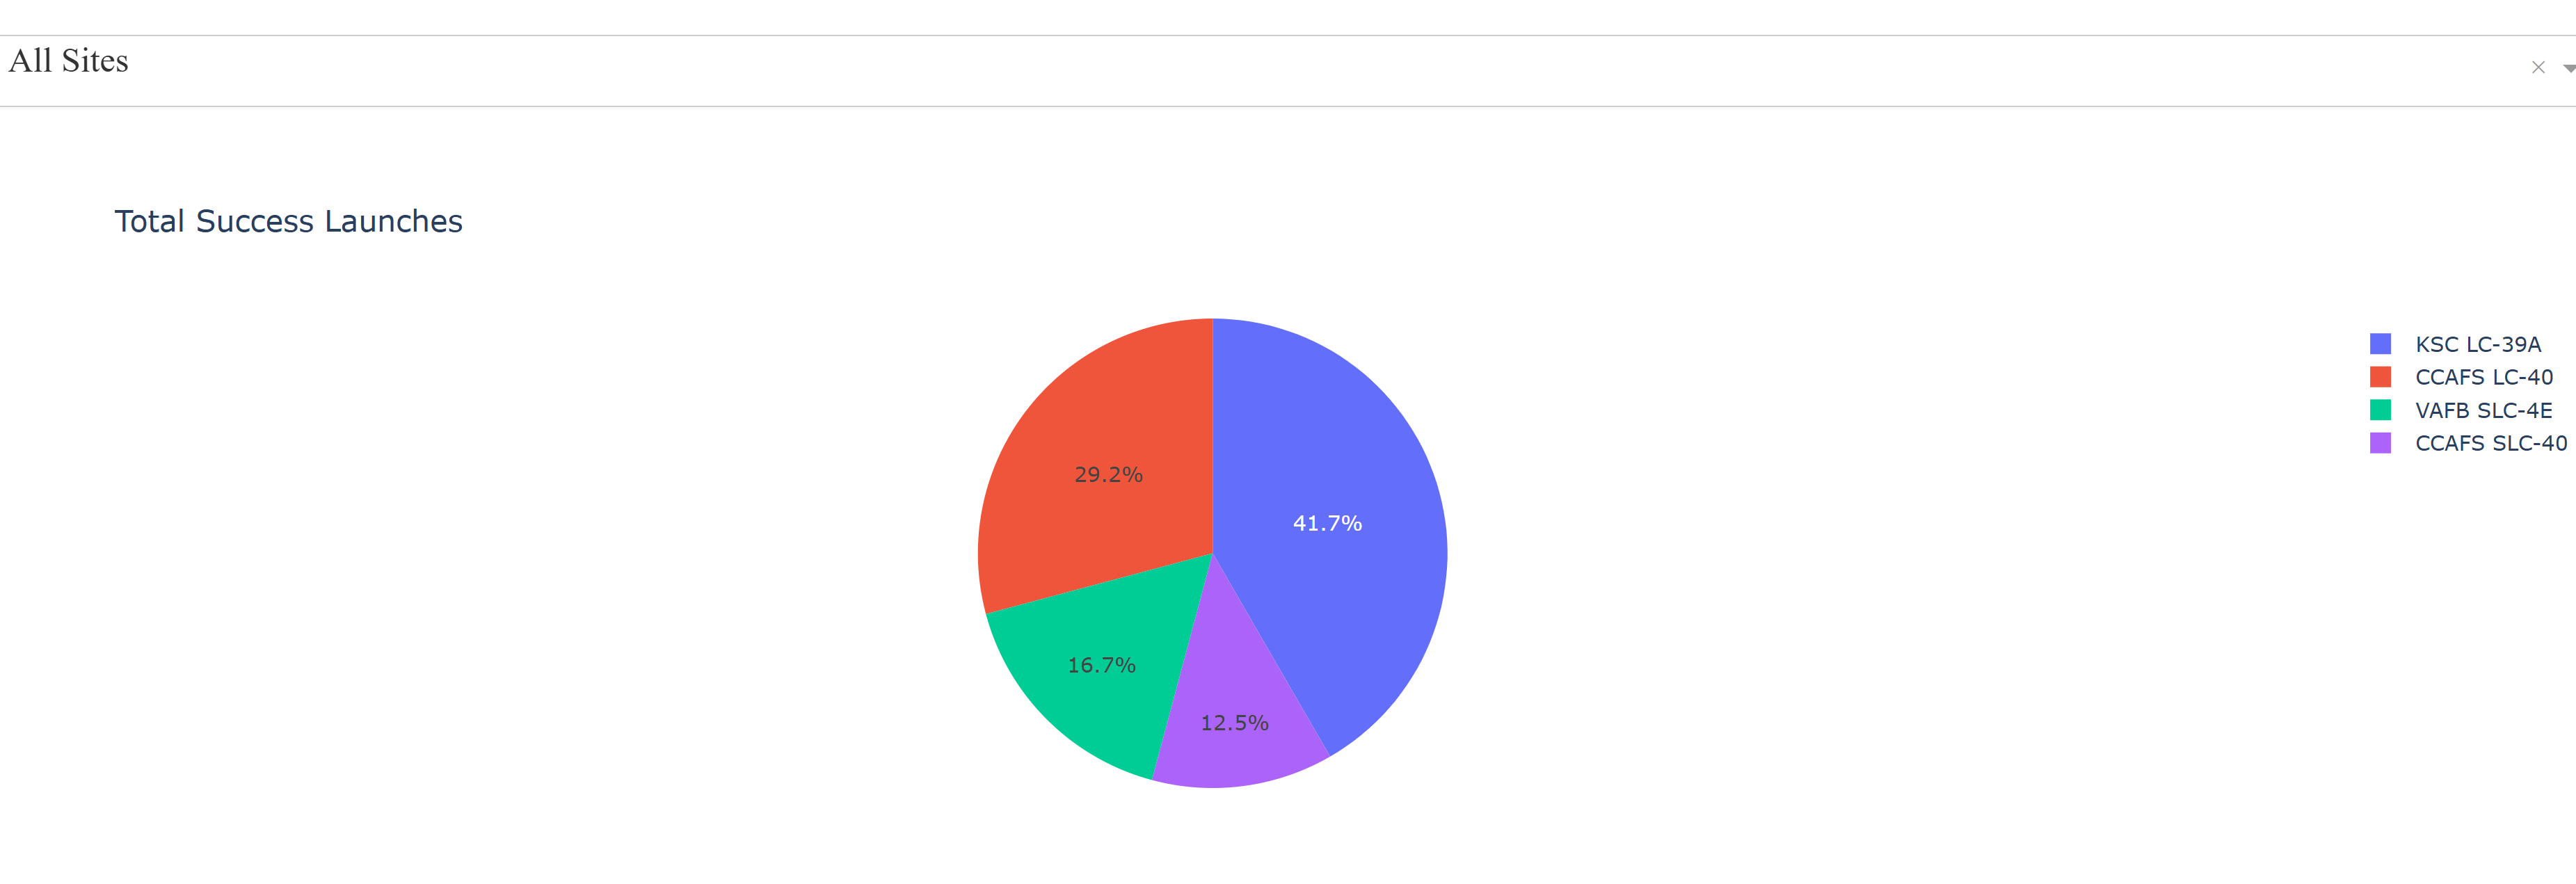 All Sites
Total Success Launches
KSC LC-39A
CCAFS LC-40
VAFB SLC-4E
CCAFS SLC-40
29.2%
41.7%
16.7%
12.5%